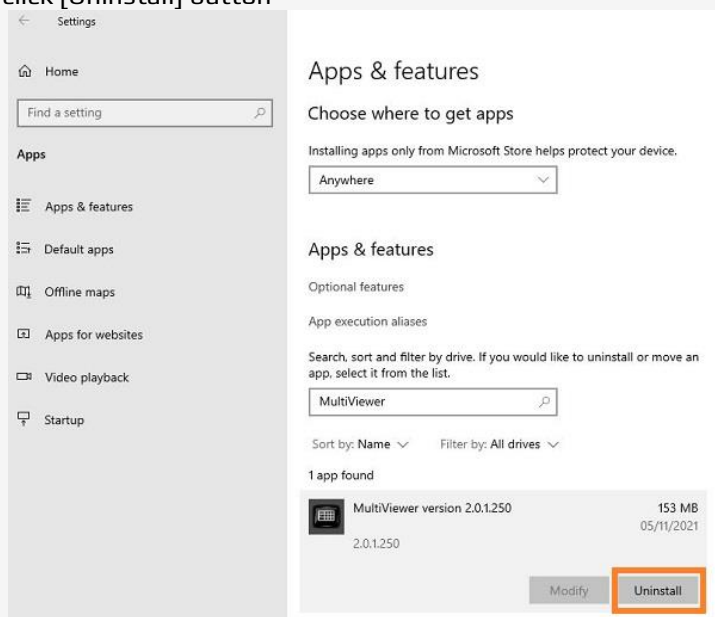 click [Uninstall] button
Settings
Home
Find a setting
Apps
Apps & features
Default apps
Offline maps
Apps for websites
Video playback
Startup
Apps & features
Choose where to get apps
Installing apps only from Microsoft Store helps protect your device.
Anywhere
Apps & features
Optional features
App execution aliases
Search, sort and filter by drive. If you would like to uninstall or move an
app, select it from the list.
MultiViewer
Sort by: Name Filter by: All drives
1 app found
MultiViewer version 2.0.1.250 153 MB
05/11/2021
2.0.1.250
Modify Uninstall